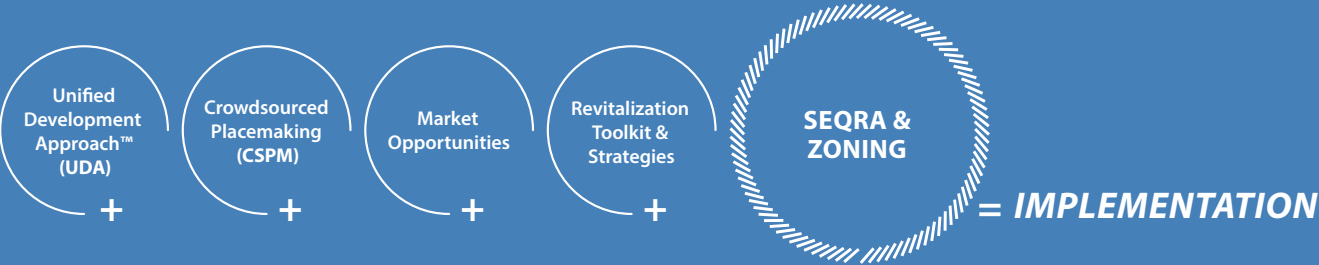 Unified
Development
Approach™
(UDA)
+
Crowdsourced
Placemaking
(CSPM)
+
Market
Opportunities
+
Revitalization
Toolkit &
Strategies
+
SEQRA &
ZONING
= IMPLEMENTATION